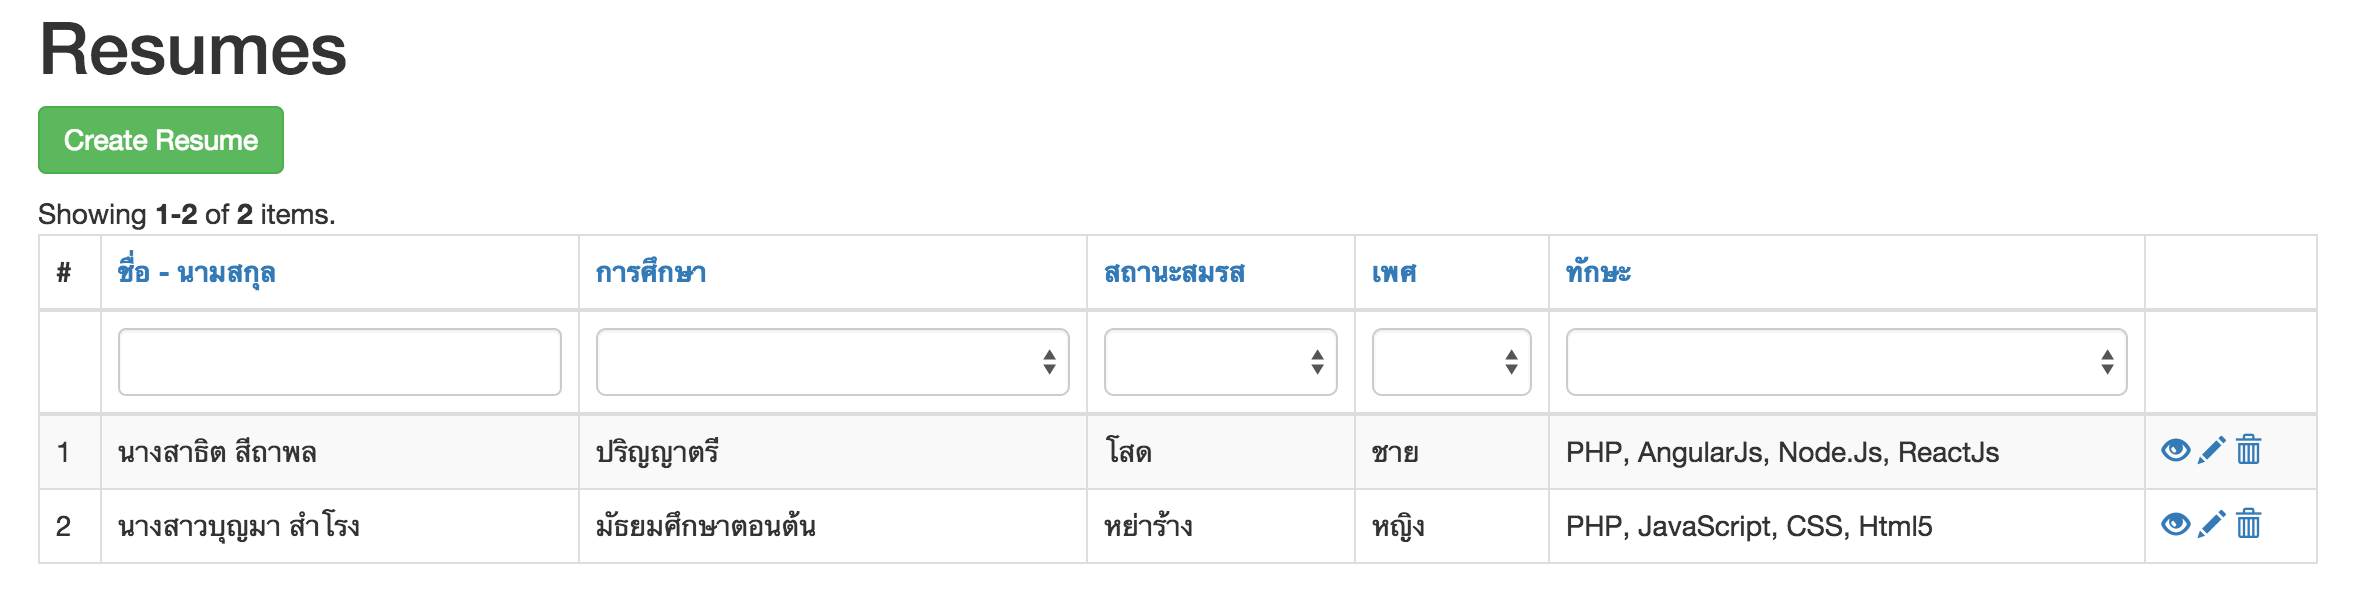 Resumes
Create Resume
Showing 1-2 of 2 items.
# ชื่อ - นามสกุล การศึกษา สถานะสมรส เพศ ทักษะ
1 นางสาธิต สีถาพล ปริญญาตรี โสด ชาย PHP, AngularJs, Node.Js, ReactJs
2 นางสาวบุญมา สำโรง มัธยมศึกษาตอนต้น หย่าร้าง หญิง PHP, JavaScript, CSS, Html5